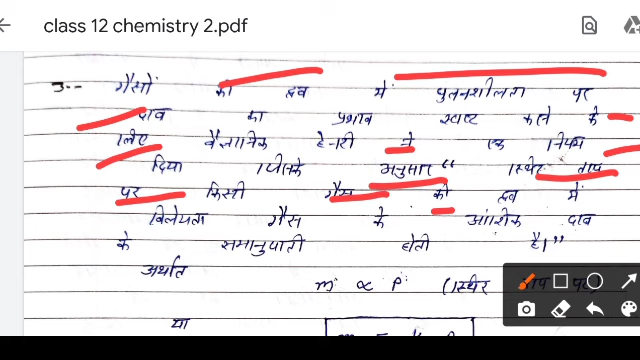 class 12 chemistry 2.pdf
3-- गैसों की द्रव में घुलनशीलता पर
दाब का प्रभाव स्पष्ट करने के
लिए वैज्ञानिक हेनरी ने एक नियम
दिया जिसके अनुसार "स्थिर ताप
पर किसी गैस की द्रव में
विलेयता गैस के आंशिक दाब
के समानुपाती होती है।"
अर्थात
m ∝ P (स्थिर
या